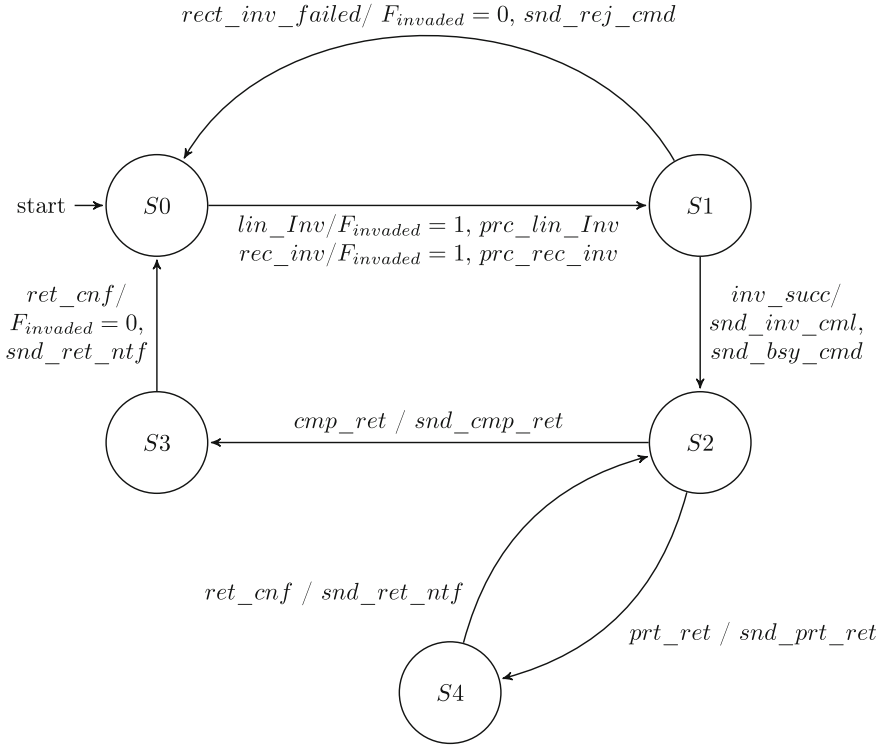 rect_inv_failed/ F_invaded = 0, snd_rej_cmd
start
S0
S1
lin_Inv/F_invaded = 1, prc_lin_Inv
rec_inv/F_invaded = 1, prc_rec_inv
ret_cnf/
F_invaded = 0,
snd_ret_ntf
inv_succ/
snd_inv_cml,
snd_bsy_cmd
S3
cmp_ret / snd_cmp_ret
S2
ret_cnf / snd_ret_ntf
prt_ret / snd_prt_ret
S4